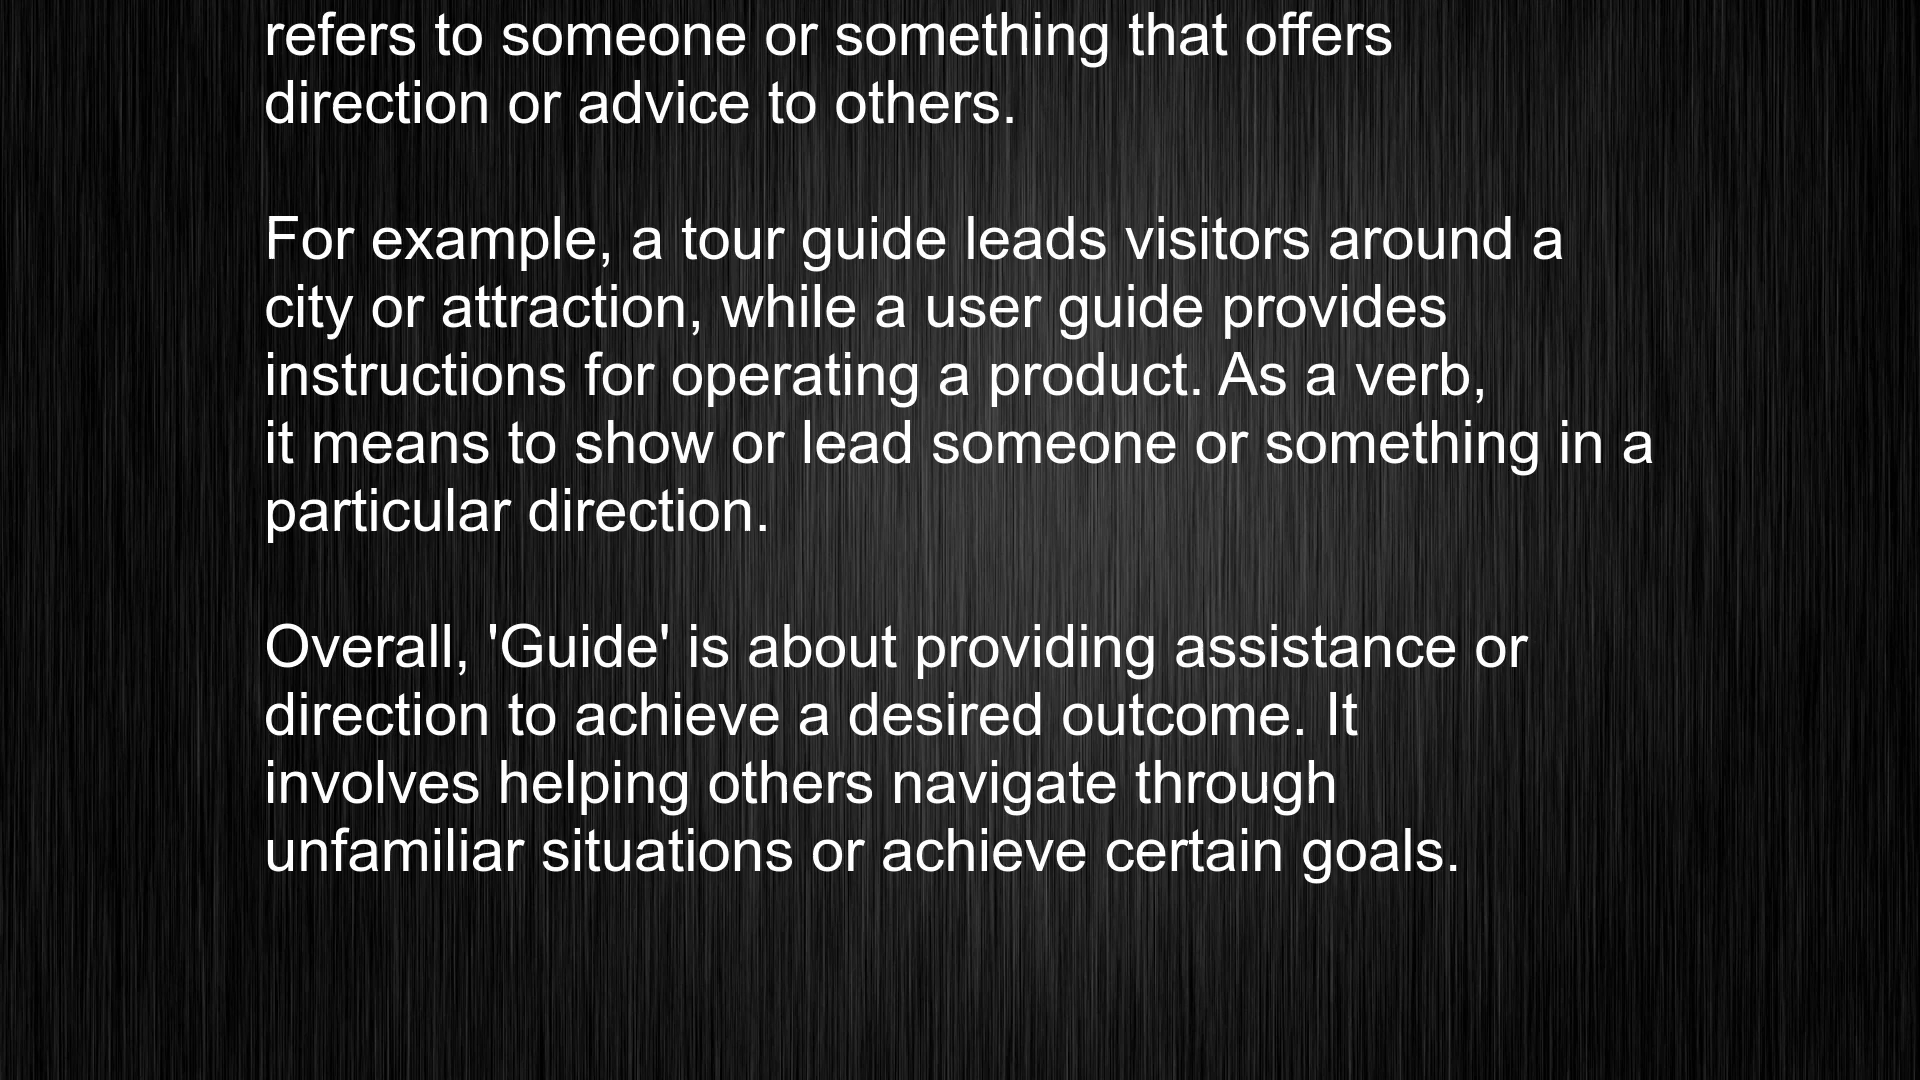 refers to someone or something that offers
direction or advice to others.
For example, a tour guide leads visitors around a
city or attraction, while a user guide provides
instructions for operating a product. As a verb,
it means to show or lead someone or something in a
particular direction.
Overall, 'Guide' is about providing assistance or
direction to achieve a desired outcome. It
involves helping others navigate through
unfamiliar situations or achieve certain goals.